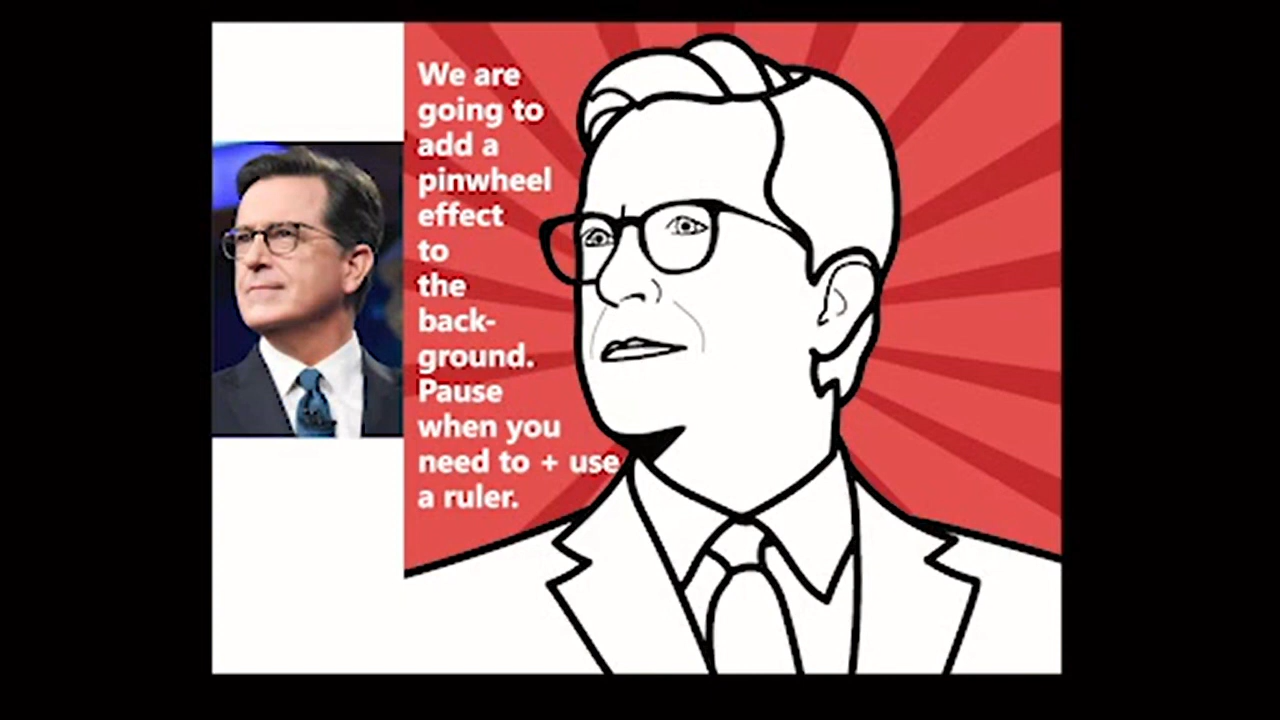 We are
going to
add a
pinwheel
effect
to
the
back-
ground.
Pause
when you
need to + use
a ruler.